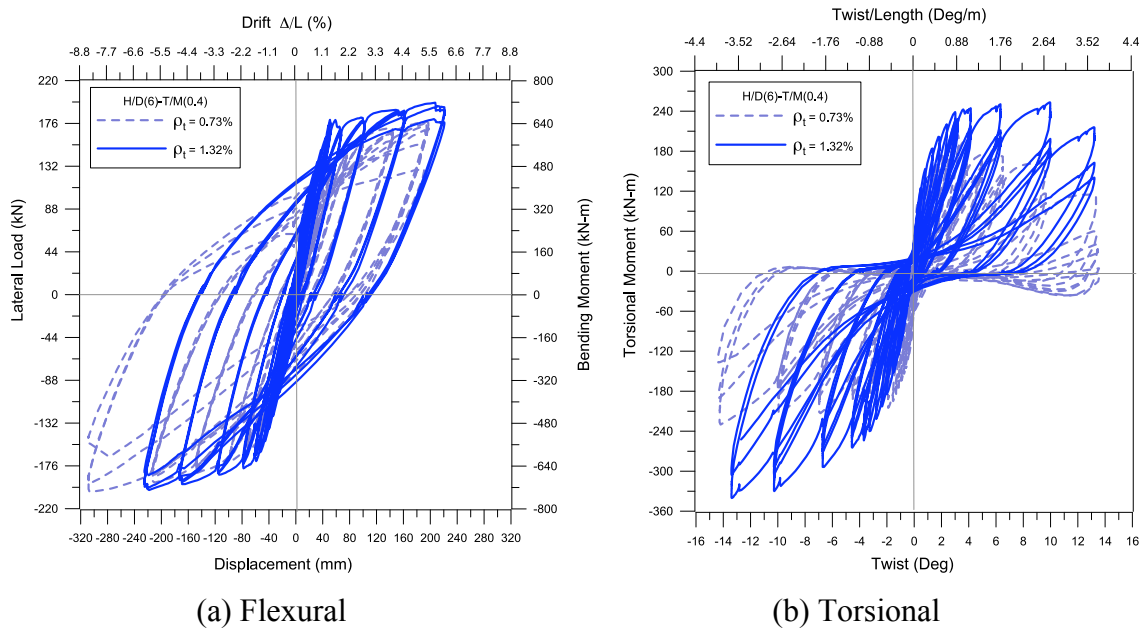 Drift Δ/L (%)
-8.8 -7.7 -6.6 -5.5 -4.4 -3.3 -2.2 -1.1 0 1.1 2.2 3.3 4.4 5.5 6.6 7.7 8.8
220
176
132
88
44
0
44
88
132
176
220
Lateral Load (kN)
H/D(6)-T/M(0.4)
ρt = 0.73%
ρt = 1.32%
800
640
480
320
160
0
-160
-320
-480
-640
-800
Bending Moment (kN-m)
-320 -280 -240 -200 -160 -120 -80 -40 0 40 80 120 160 200 240 280 320
Displacement (mm)
(a) Flexural
Twist/Length (Deg/m)
-4.4 -3.52 -2.64 -1.76 -0.88 0 0.88 1.76 2.64 3.52 4.4
300
240
180
120
60
0
-60
-120
-180
-240
-300
-360
Torsional Moment (kN-m)
H/D(6)-T/M(0.4)
ρt = 0.73%
ρt = 1.32%
-16 -14 -12 -10 -8 -6 -4 -2 0 2 4 6 8 10 12 14 16
Twist (Deg)
(b) Torsional